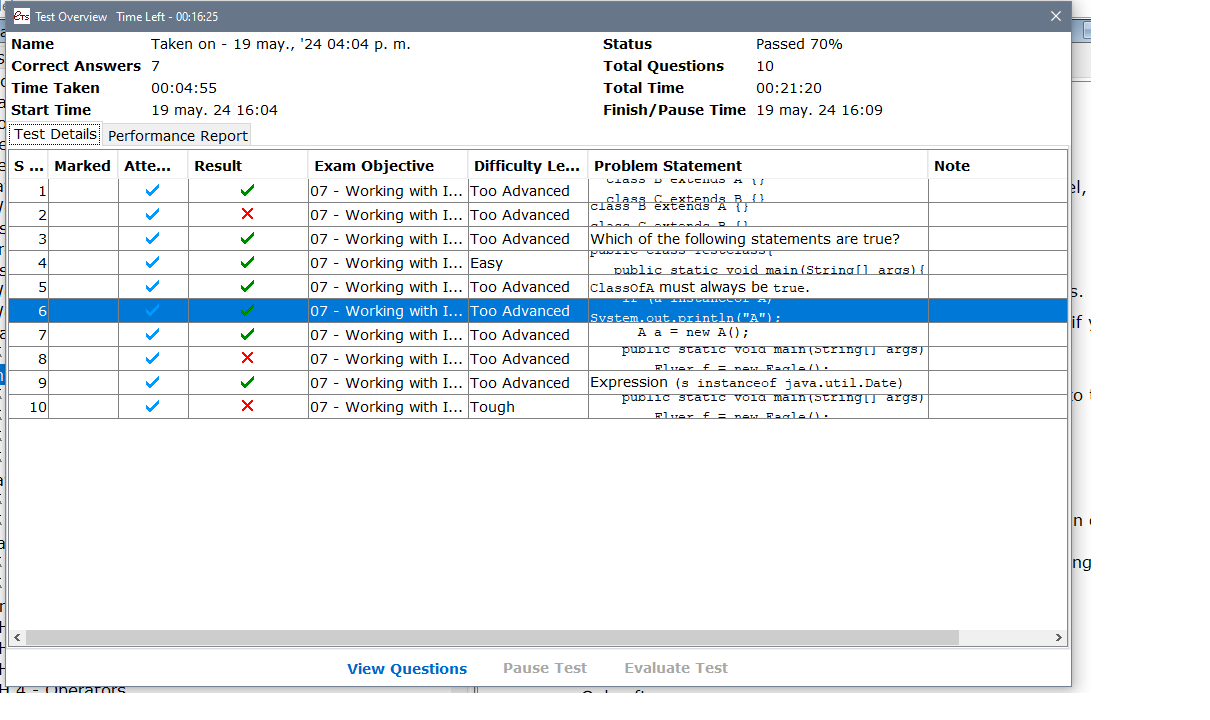 ETS Test Overview Time Left - 00:16:25
Name Taken on - 19 may., '24 04:04 p. m. Status Passed 70%
Correct Answers 7 Total Questions 10
Time Taken 00:04:55 Total Time 00:21:20
Start Time 19 may. 24 16:04 Finish/Pause Time 19 may. 24 16:09
Test Details Performance Report
S ... Marked Atte... Result Exam Objective Difficulty Le... Problem Statement Note
class B extends A {}
1 07 - Working with I... Too Advanced
class C extends B {}
class B extends A {}
2 07 - Working with I... Too Advanced
class C extends B {}
3 07 - Working with I... Too Advanced Which of the following statements are true?
public class TestClass{
4 07 - Working with I... Easy
public static void main(String[] args){
5 07 - Working with I... Too Advanced ClassOfA must always be true.
if (a instanceof A)
6 07 - Working with I... Too Advanced
System.out.println("A");
7 07 - Working with I... Too Advanced A a = new A();
public static void main(String[] args)
8 07 - Working with I... Too Advanced
Flyer f = new Eagle();
9 07 - Working with I... Too Advanced Expression (s instanceof java.util.Date)
public static void main(String[] args)
10 07 - Working with I... Tough
Flyer f = new Eagle();
View Questions Pause Test Evaluate Test
4 - Operators